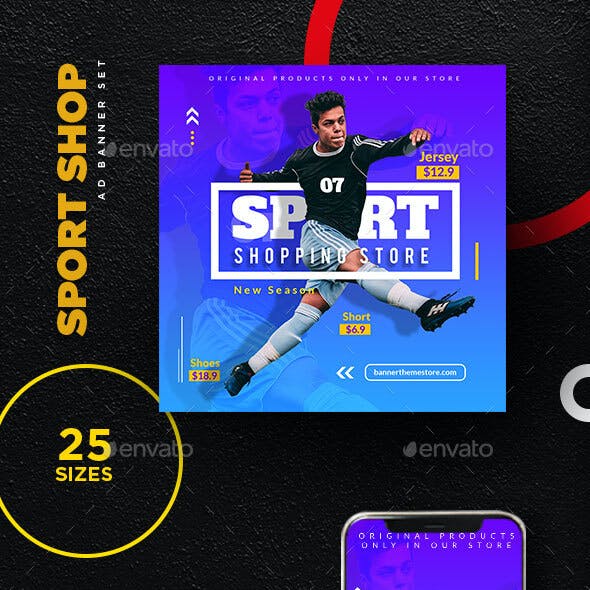 SPORT SHOP
AD BANNER SET
ORIGINAL PRODUCTS ONLY IN OUR STORE
envato
envato
Jersey
$12.9
07
SPORT
SHOPPING STORE
New Season
Short
$6.9
Shoes
$18.9
bannerthemestore.com
25
SIZES
envato
envato
ORIGINAL PRODUCTS
ONLY IN OUR STORE